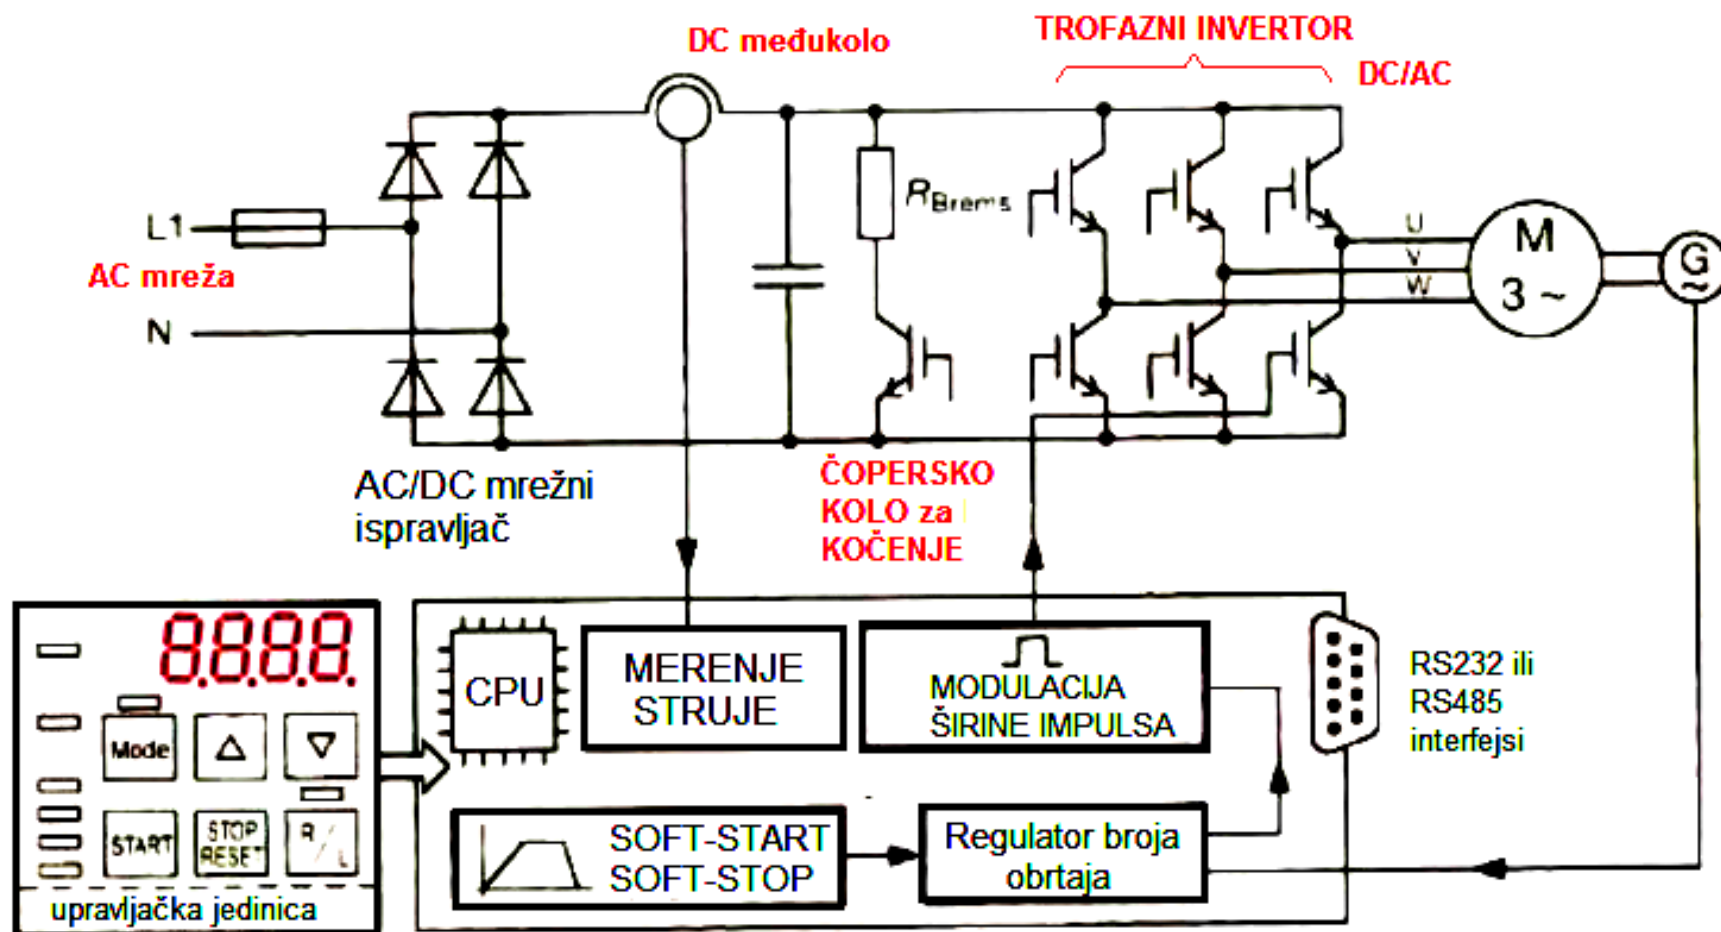 DC međukolo
TROFAZNI INVERTOR
DC/AC
L1
AC mreža
N
RBrems
U
V
W
M
3 ~
G
~
AC/DC mrežni
ispravljač
ČOPERSKO
KOLO za
KOČENJE
8.8.8.8.
Mode
△
▽
START
STOP
RESET
R/L
upravljačka jedinica
CPU
MERENJE
STRUJE
MODULACIJA
ŠIRINE IMPULSA
RS232 ili
RS485
interfejsi
SOFT-START
SOFT-STOP
Regulator broja
obrtaja